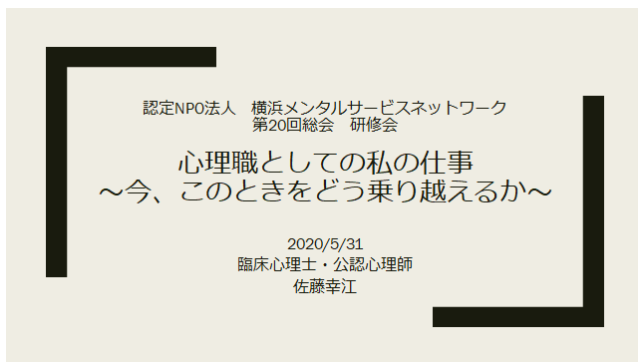 認定NPO法人　横浜メンタルサービスネットワーク
第20回総会　研修会
心理職としての私の仕事
～今、このときをどう乗り越えるか～
2020/5/31
臨床心理士・公認心理師
佐藤幸江